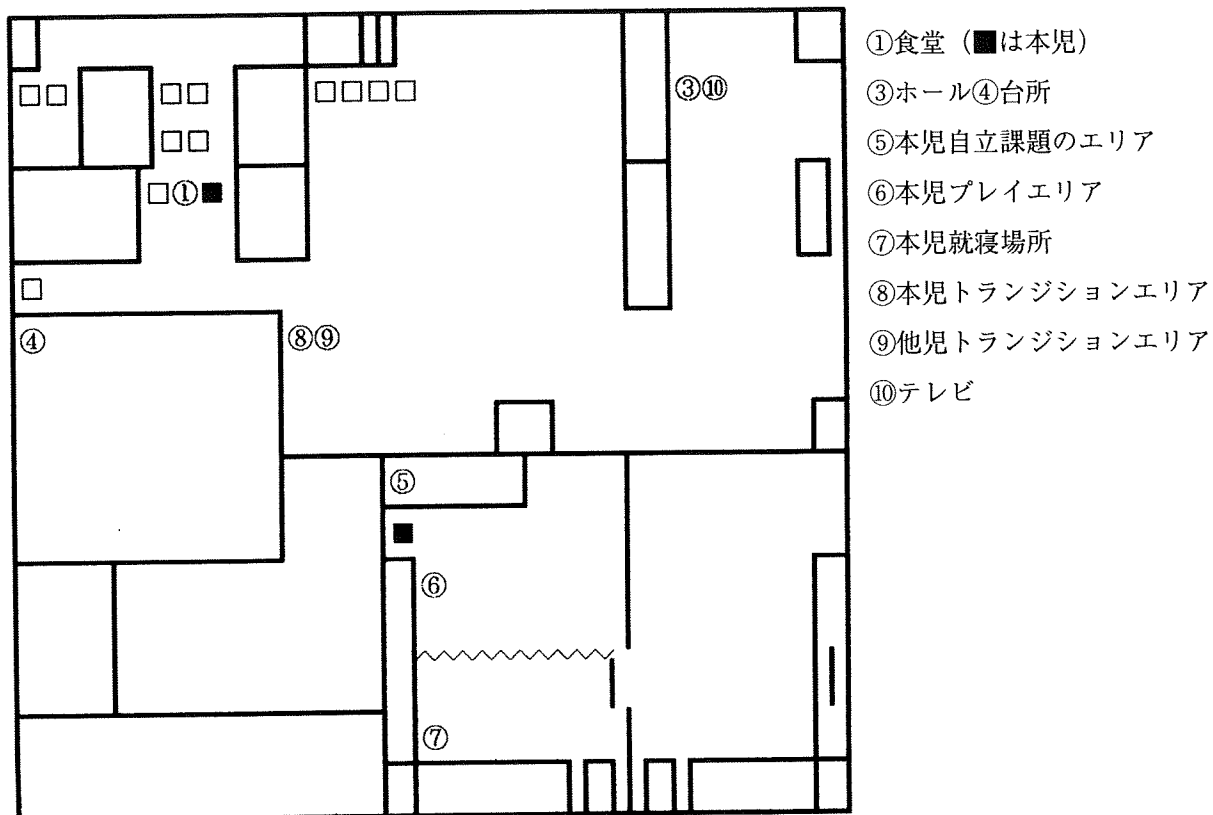 ①食堂（■は本児）
③ホール④台所
⑤本児自立課題のエリア
⑥本児プレイエリア
⑦本児就寝場所
⑧本児トランジションエリア
⑨他児トランジションエリア
⑩テレビ
③⑩
①
④
⑧⑨
⑤
⑥
⑦